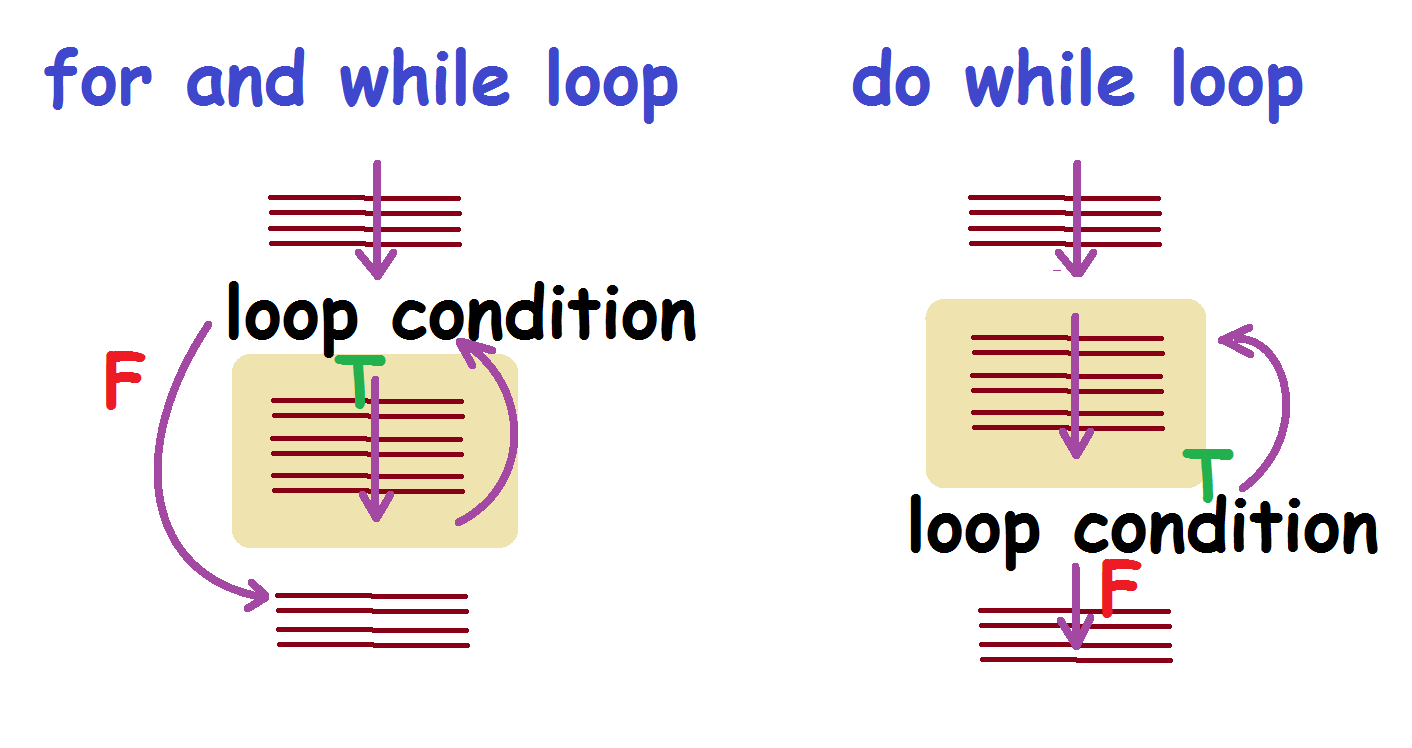 for and while loop
loop condition
T
F
do while loop
T
loop condition
F